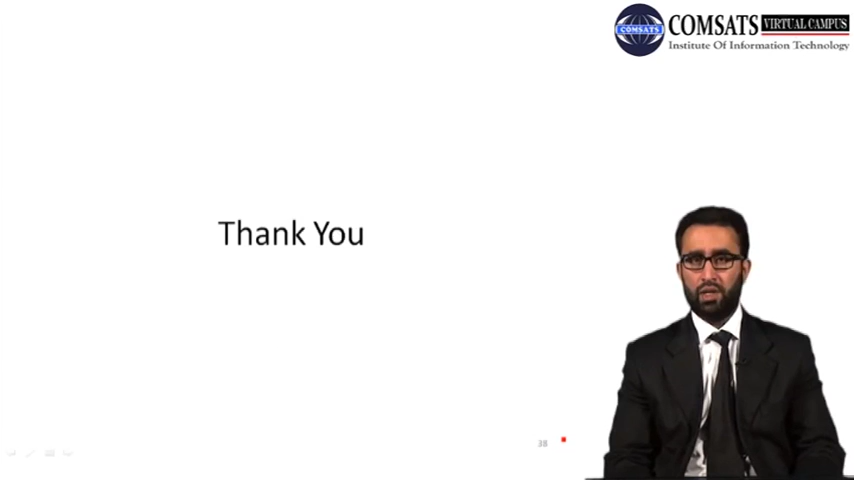 COMSATS VIRTUAL CAMPUS
COMSATS
Institute Of Information Technology
Thank You
38